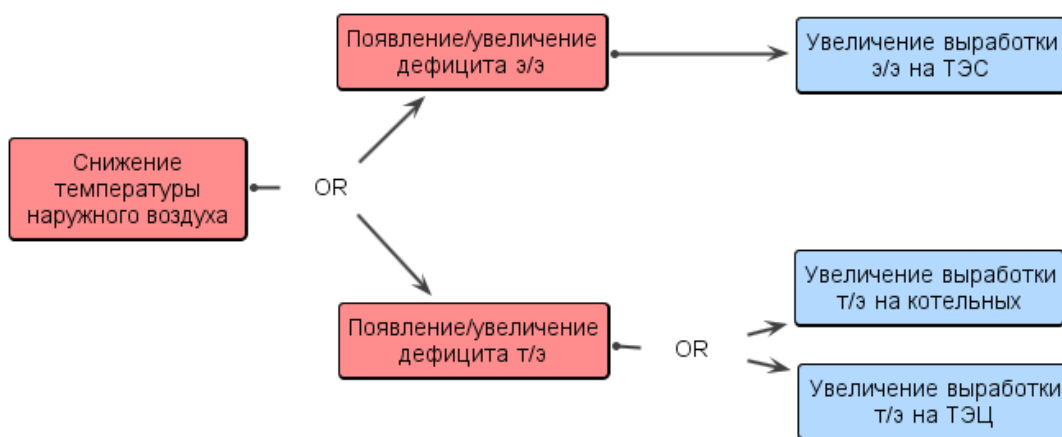 Появление/увеличение
дефицита э/э
Увеличение выработки
э/э на ТЭС
Снижение
температуры
наружного воздуха
OR
Появление/увеличение
дефицита т/э
OR
Увеличение выработки
т/э на котельных
Увеличение выработки
т/э на ТЭЦ